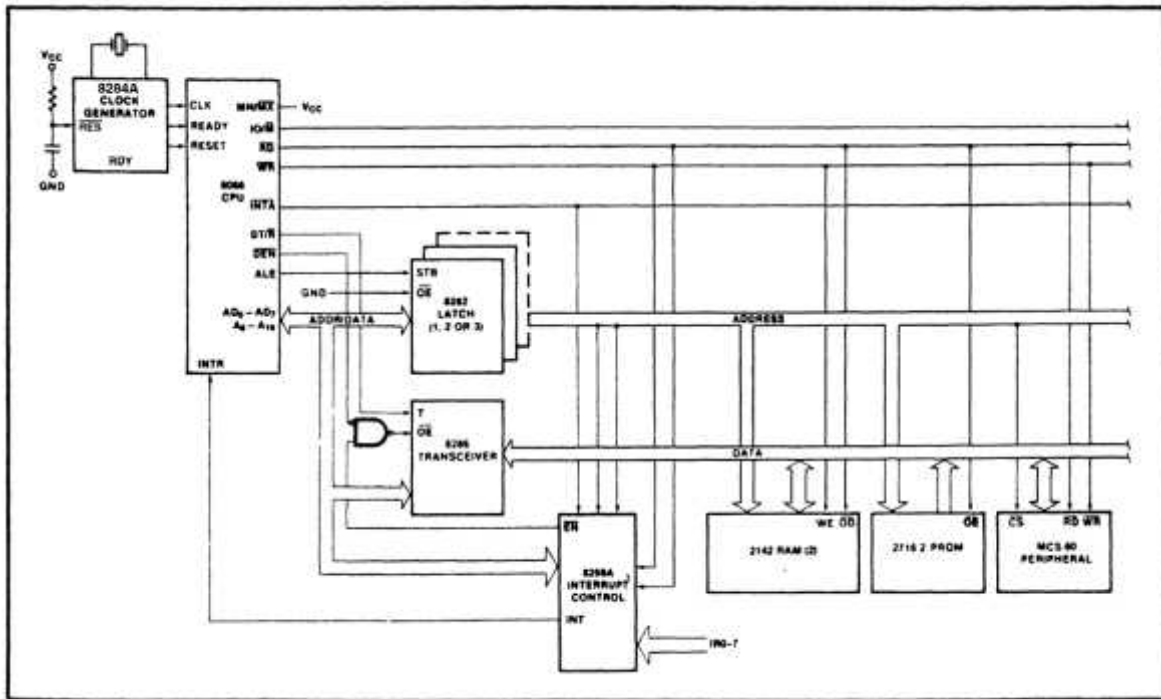 VCC
8284A
CLOCK
GENERATOR
RES
RDY
GND
CLK
READY
RESET
8088
CPU
MN/MX
VCC
IO/M
RD
WR
INTA
DT/R
DEN
ALE
AD0 - AD7
A8 - A19
INTR
GND
ADDR/DATA
STB
OE
8282
LATCH
(1, 2 OR 3)
ADDRESS
T
OE
8286
TRANSCEIVER
DATA
EN
8259A
INTERRUPT
CONTROL
INT
IR0-7
WE OD
2142 RAM (2)
OE
2716 2 PROM
CS
RD WR
MCS-80
PERIPHERAL